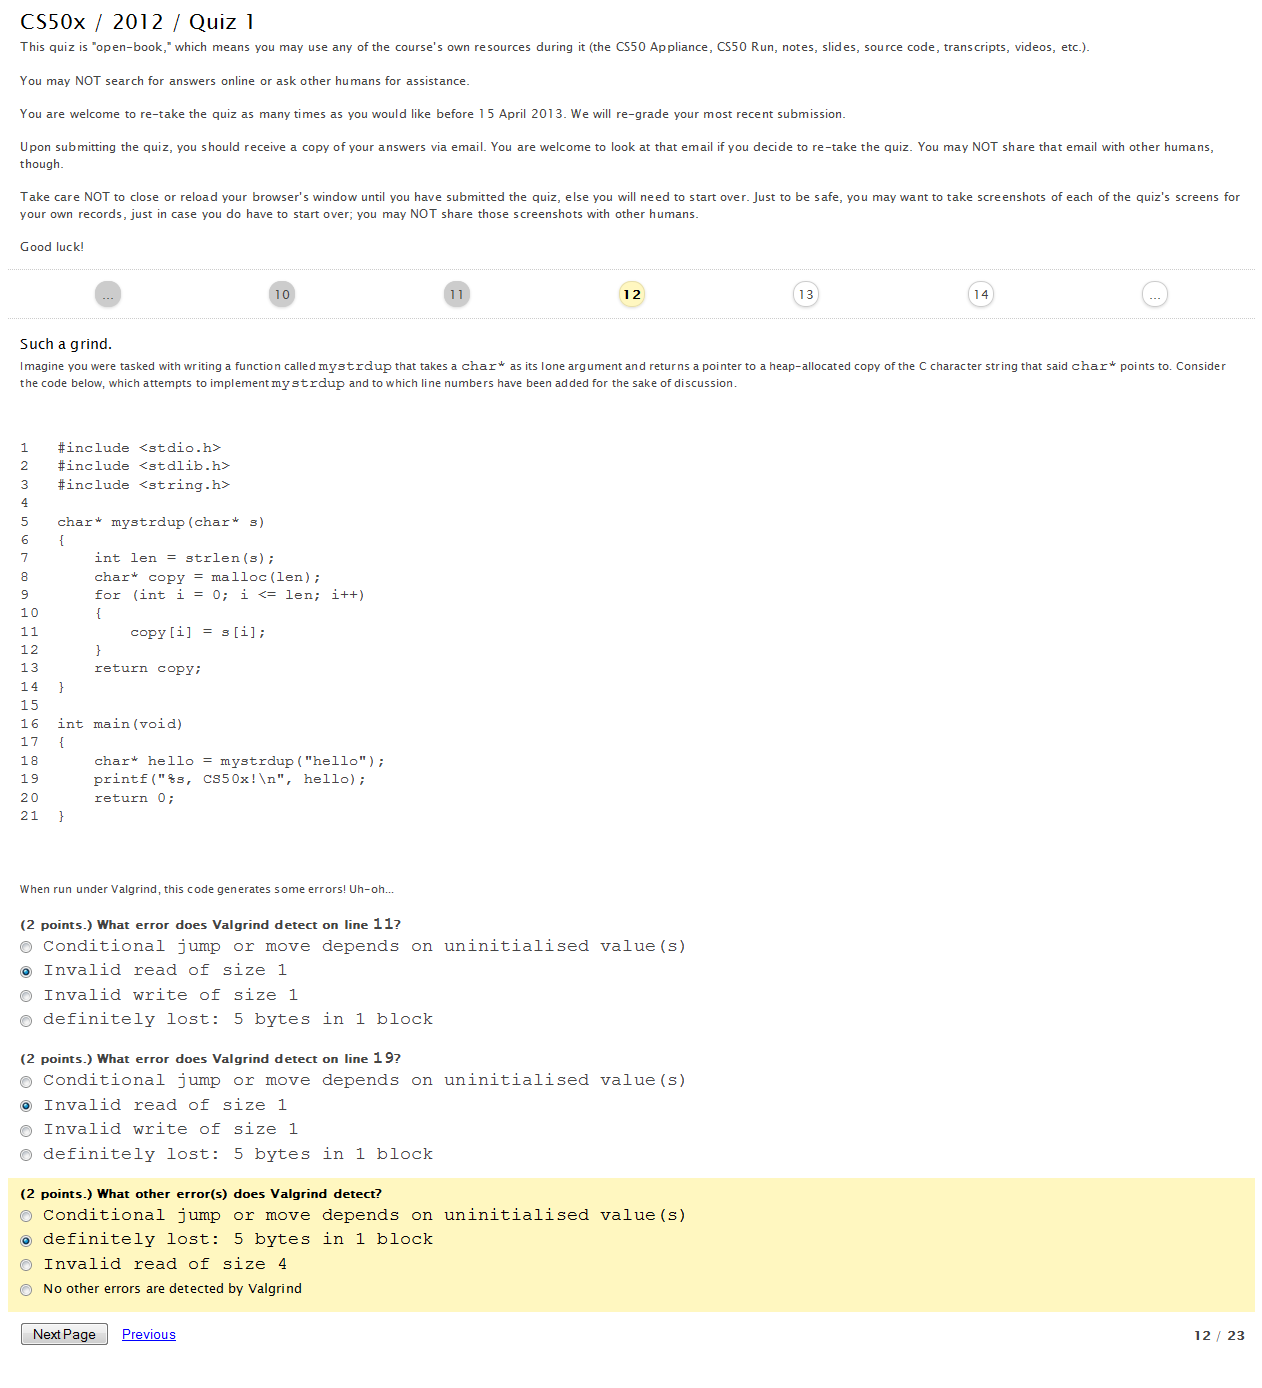 CS50x / 2012 / Quiz 1
This quiz is "open-book," which means you may use any of the course's own resources during it (the CS50 Appliance, CS50 Run, notes, slides, source code, transcripts, videos, etc.).
You may NOT search for answers online or ask other humans for assistance.
You are welcome to re-take the quiz as many times as you would like before 15 April 2013. We will re-grade your most recent submission.
Upon submitting the quiz, you should receive a copy of your answers via email. You are welcome to look at that email if you decide to re-take the quiz. You may NOT share that email with other humans,
though.
Take care NOT to close or reload your browser's window until you have submitted the quiz, else you will need to start over. Just to be safe, you may want to take screenshots of each of the quiz's screens for
your own records, just in case you do have to start over; you may NOT share those screenshots with other humans.
Good luck!
... 10 11 12 13 14 ...
Such a grind.
Imagine you were tasked with writing a function called mystrdup that takes a char* as its lone argument and returns a pointer to a heap-allocated copy of the C character string that said char* points to. Consider
the code below, which attempts to implement mystrdup and to which line numbers have been added for the sake of discussion.
1 #include <stdio.h>
2 #include <stdlib.h>
3 #include <string.h>
4
5 char* mystrdup(char* s)
6 {
7 int len = strlen(s);
8 char* copy = malloc(len);
9 for (int i = 0; i <= len; i++)
10 {
11 copy[i] = s[i];
12 }
13 return copy;
14 }
15
16 int main(void)
17 {
18 char* hello = mystrdup("hello");
19 printf("%s, CS50x!\n", hello);
20 return 0;
21 }
When run under Valgrind, this code generates some errors! Uh-oh...
(2 points.) What error does Valgrind detect on line 11?
Conditional jump or move depends on uninitialised value(s)
Invalid read of size 1
Invalid write of size 1
definitely lost: 5 bytes in 1 block
(2 points.) What error does Valgrind detect on line 19?
Conditional jump or move depends on uninitialised value(s)
Invalid read of size 1
Invalid write of size 1
definitely lost: 5 bytes in 1 block
(2 points.) What other error(s) does Valgrind detect?
Conditional jump or move depends on uninitialised value(s)
definitely lost: 5 bytes in 1 block
Invalid read of size 4
No other errors are detected by Valgrind
Next Page Previous 12 / 23